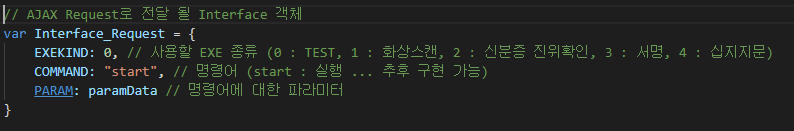 // AJAX Request로 전달 될 Interface 객체
var Interface_Request = {
    EXEKIND: 0, // 사용할 EXE 종류 (0 : TEST, 1 : 화상스캔, 2 : 신분증 진위확인, 3 : 서명, 4 : 십지지문)
    COMMAND: "start", // 명령어 (start : 실행 ... 추후 구현 가능)
    PARAM: paramData // 명령어에 대한 파라미터
}